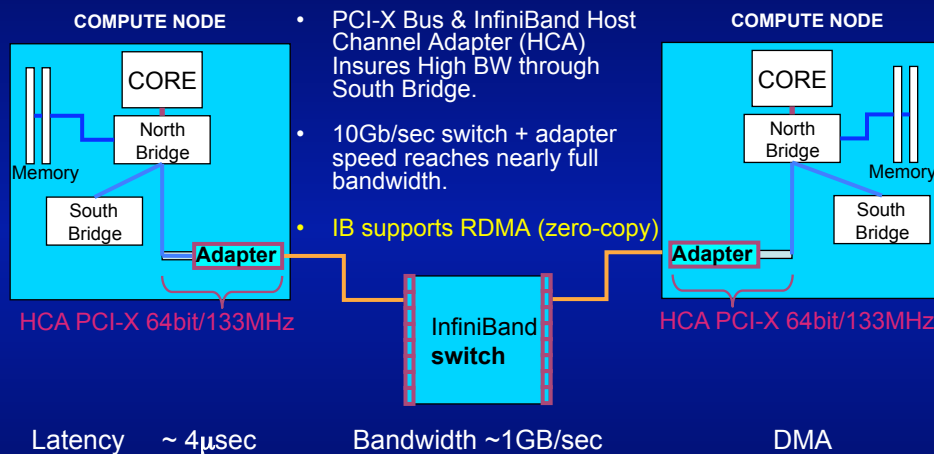 COMPUTE NODE
CORE
North
Bridge
Memory
South
Bridge
Adapter
HCA PCI-X 64bit/133MHz
• PCI-X Bus & InfiniBand Host
Channel Adapter (HCA)
Insures High BW through
South Bridge.
• 10Gb/sec switch + adapter
speed reaches nearly full
bandwidth.
• IB supports RDMA (zero-copy)
InfiniBand
switch
COMPUTE NODE
CORE
North
Bridge
Memory
South
Bridge
Adapter
HCA PCI-X 64bit/133MHz
Latency ~ 4μsec
Bandwidth ~1GB/sec
DMA